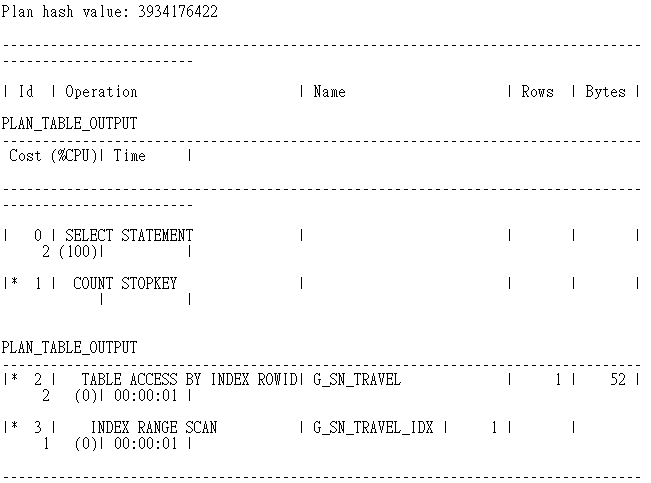 Plan hash value: 3934176422
--------------------------------------------------------------------------------
------------------------
| Id  | Operation                    | Name            | Rows  | Bytes |
PLAN_TABLE_OUTPUT
--------------------------------------------------------------------------------
Cost (%CPU)| Time     |
--------------------------------------------------------------------------------
------------------------
|   0 | SELECT STATEMENT             |                 |       |       |
2 (100)|          |
|*  1 |  COUNT STOPKEY               |                 |       |       |
|          |
PLAN_TABLE_OUTPUT
--------------------------------------------------------------------------------
|*  2 |   TABLE ACCESS BY INDEX ROWID| G_SN_TRAVEL     |     1 |    52 |
2   (0)| 00:00:01 |
|*  3 |    INDEX RANGE SCAN          | G_SN_TRAVEL_IDX |     1 |       |
1   (0)| 00:00:01 |
--------------------------------------------------------------------------------